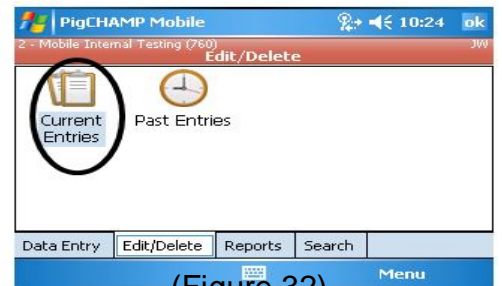 PigCHAMP Mobile 10:24 ok
2 - Mobile Internal Testing (760) JW
Edit/Delete
Current Entries
Past Entries
Data Entry Edit/Delete Reports Search
Menu
(Figure 32)